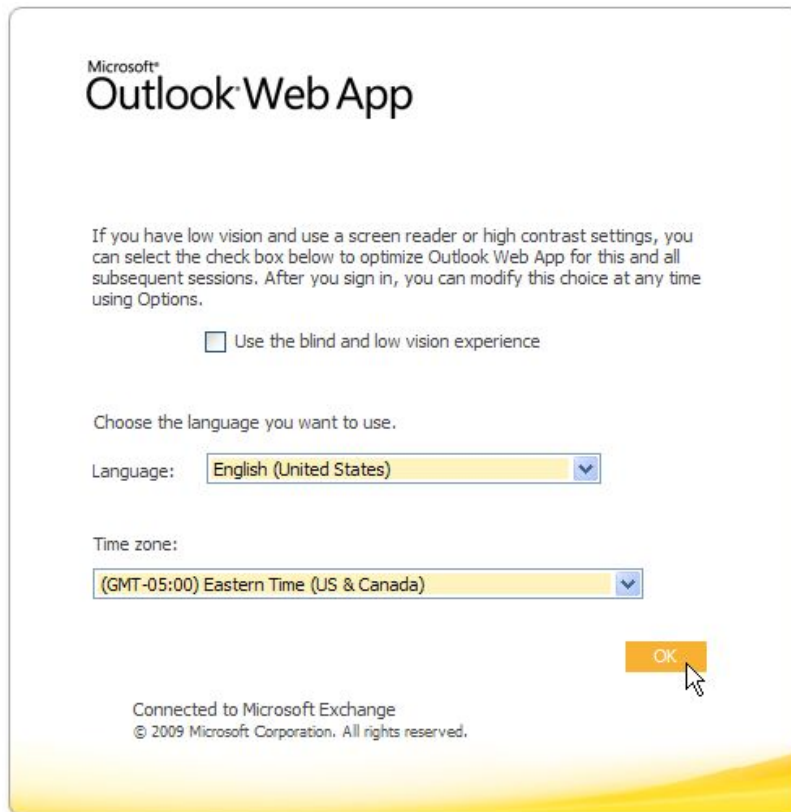 Microsoft®
Outlook® Web App
If you have low vision and use a screen reader or high contrast settings, you
can select the check box below to optimize Outlook Web App for this and all
subsequent sessions. After you sign in, you can modify this choice at any time
using Options.
Use the blind and low vision experience
Choose the language you want to use.
Language: English (United States)
Time zone:
(GMT-05:00) Eastern Time (US & Canada)
OK
Connected to Microsoft Exchange
© 2009 Microsoft Corporation. All rights reserved.